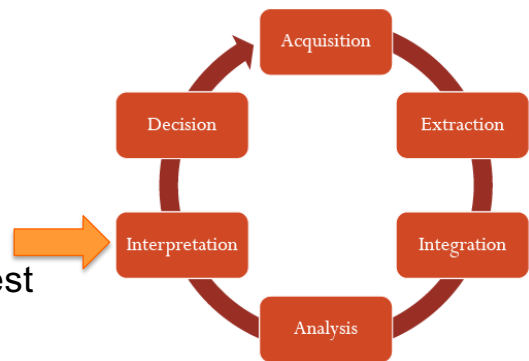 Acquisition
Extraction
Integration
Analysis
Interpretation
Decision